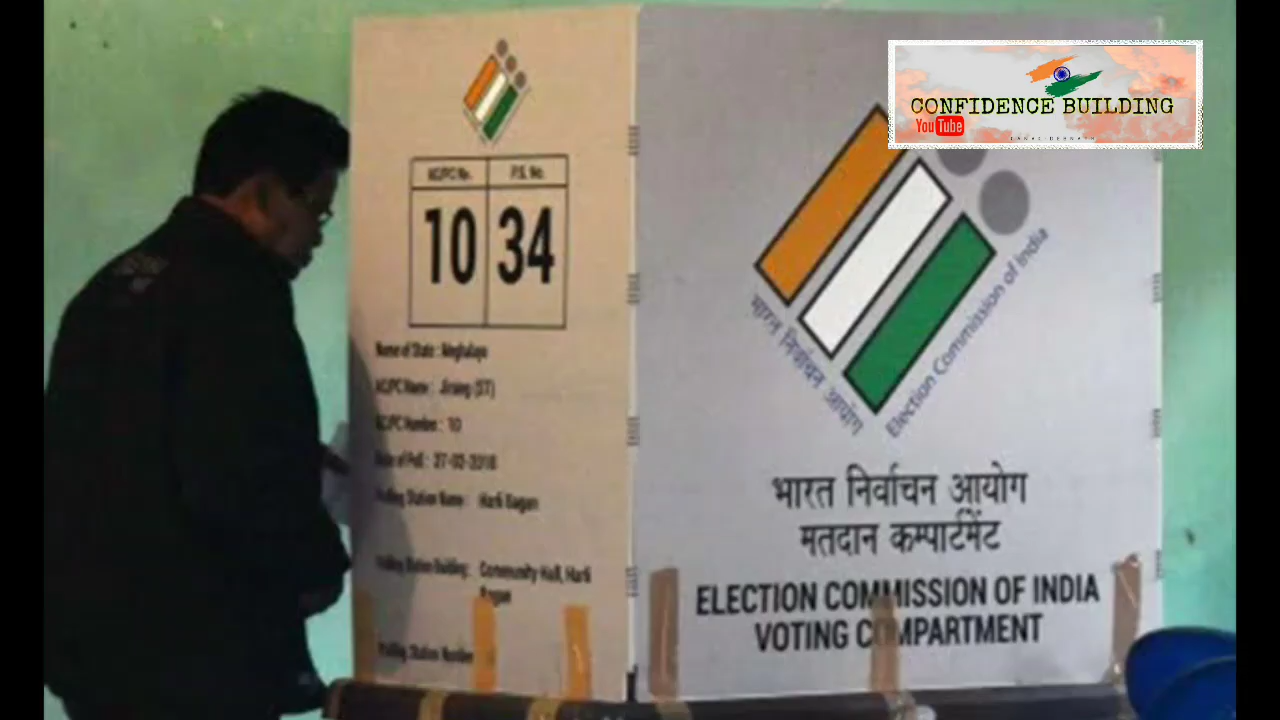 CONFIDENCE BUILDING
YouTube
AC/PC No. P.S. No.
10 34
Name of State : Meghalaya
AC/PC Name : Jirang (ST)
AC/PC Number : 10
Date of Poll : 27-02-2018
Polling Station Name : Harli Bagan
Polling Station Building : Community Hall, Harli
Bagan
Polling Station Number
भारत निर्वाचन आयोग
Election Commission of India
भारत निर्वाचन आयोग
मतदान कम्पार्टमेंट
ELECTION COMMISSION OF INDIA
VOTING COMPARTMENT